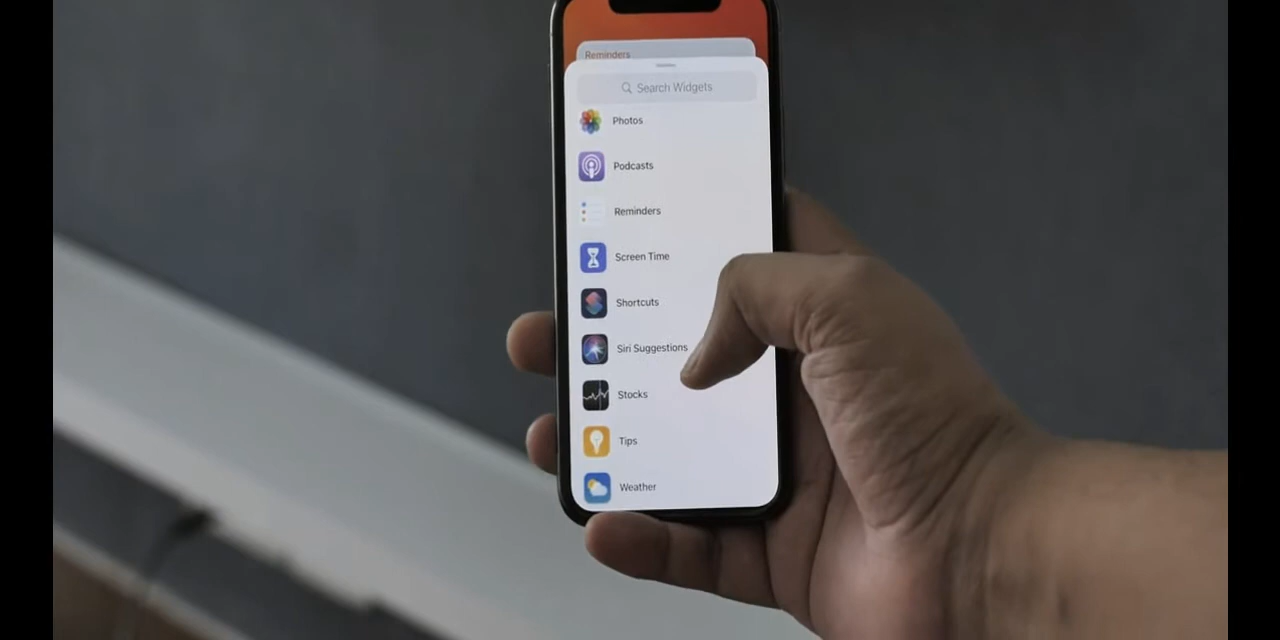 Reminders
Search Widgets
Photos
Podcasts
Reminders
Screen Time
Shortcuts
Siri Suggestions
Stocks
Tips
Weather